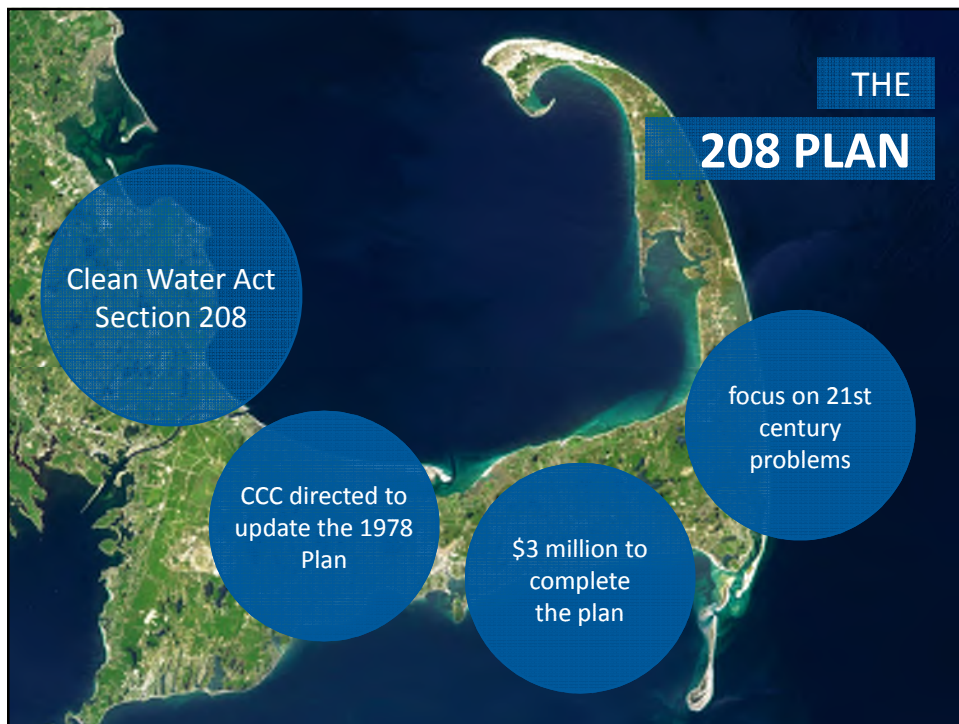 THE
208 PLAN
Clean Water Act
Section 208
CCC directed to
update the 1978
Plan
$3 million to
complete
the plan
focus on 21st
century
problems